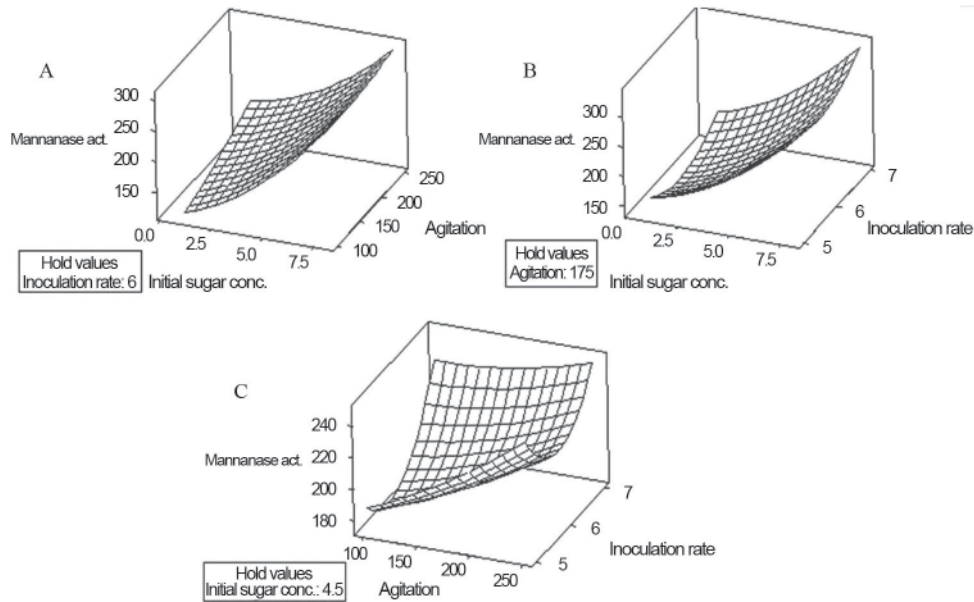 A
300
250
200
150
Mannanase act.
0.0
2.5
5.0
7.5
100
150
200
250
Agitation
Hold values
Inoculation rate: 6
Initial sugar conc.
B
300
250
200
150
Mannanase act.
0.0
2.5
5.0
7.5
5
6
7
Inoculation rate
Hold values
Agitation: 175
Initial sugar conc.
C
240
220
200
180
Mannanase act.
100
150
200
250
5
6
7
Inoculation rate
Hold values
Initial sugar conc.: 4.5
Agitation